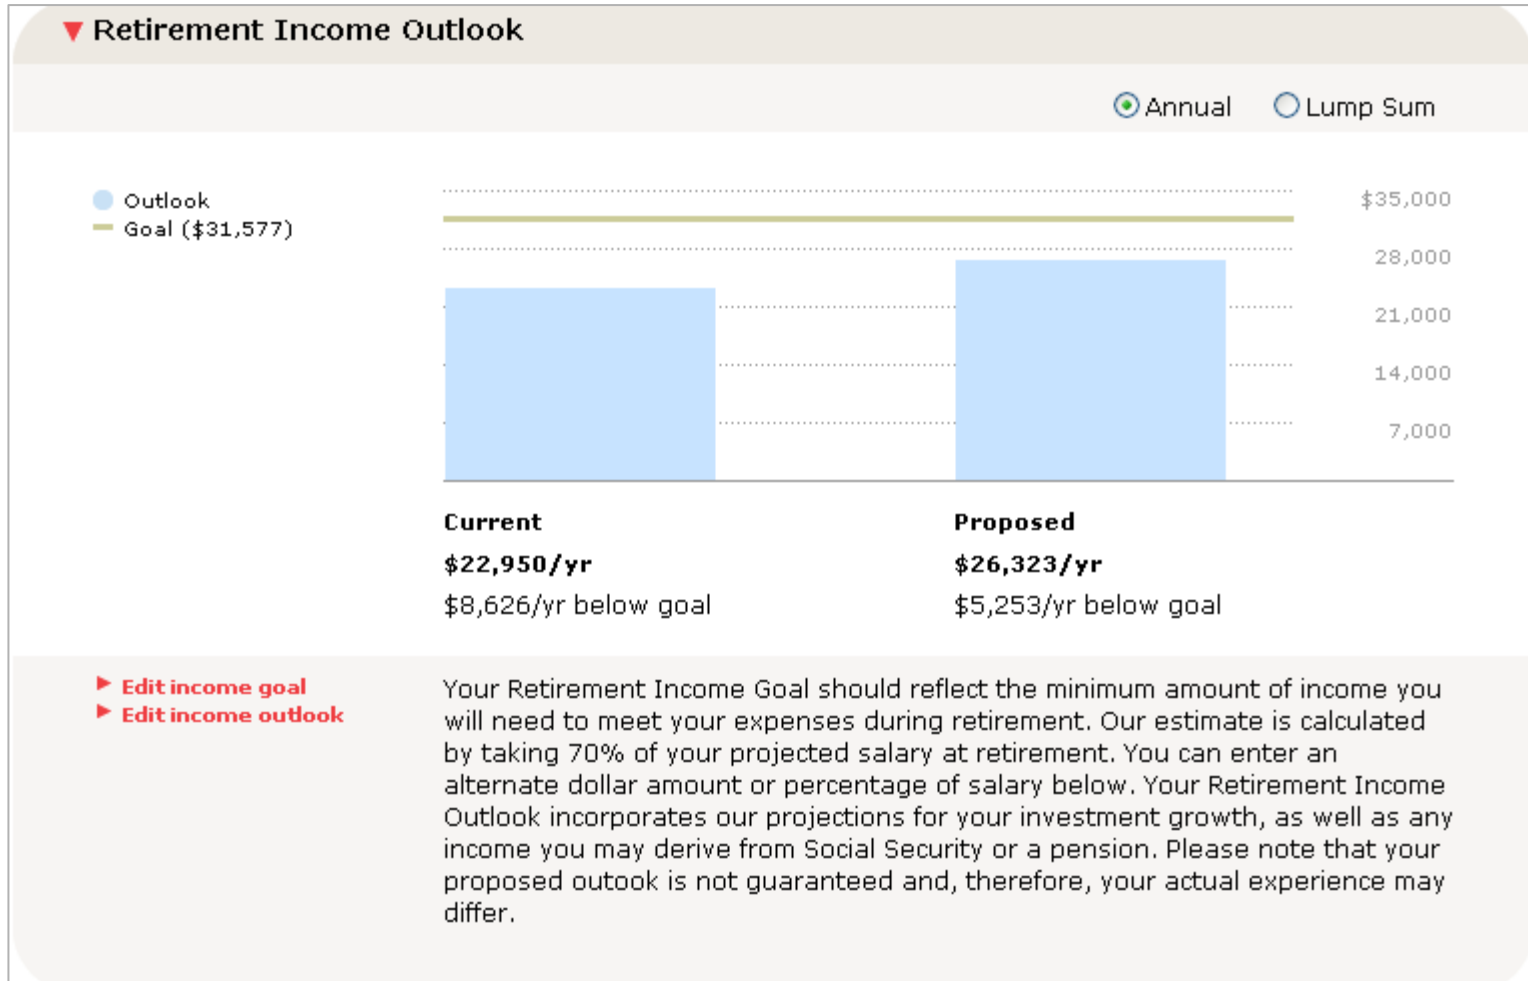 Retirement Income Outlook
Annual
Lump Sum
Outlook
Goal ($31,577)
$35,000
28,000
21,000
14,000
7,000
Current
$22,950/yr
$8,626/yr below goal
Proposed
$26,323/yr
$5,253/yr below goal
Edit income goal
Edit income outlook
Your Retirement Income Goal should reflect the minimum amount of income you
will need to meet your expenses during retirement. Our estimate is calculated
by taking 70% of your projected salary at retirement. You can enter an
alternate dollar amount or percentage of salary below. Your Retirement Income
Outlook incorporates our projections for your investment growth, as well as any
income you may derive from Social Security or a pension. Please note that your
proposed outook is not guaranteed and, therefore, your actual experience may
differ.